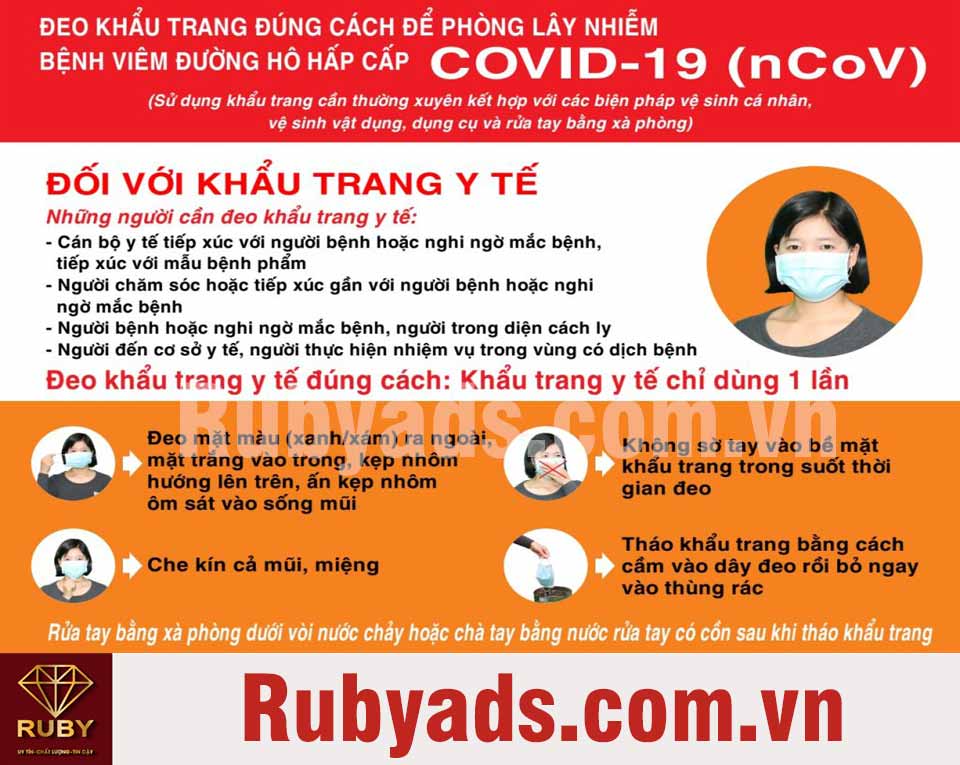 ĐEO KHẨU TRANG ĐÚNG CÁCH ĐỂ PHÒNG LÂY NHIỄM
BỆNH VIÊM ĐƯỜNG HÔ HẤP CẤP COVID-19 (nCoV)
(Sử dụng khẩu trang cần thường xuyên kết hợp với các biện pháp vệ sinh cá nhân,
vệ sinh vật dụng, dụng cụ và rửa tay bằng xà phòng)
ĐỐI VỚI KHẨU TRANG Y TẾ
Những người cần đeo khẩu trang y tế:
- Cán bộ y tế tiếp xúc với người bệnh hoặc nghi ngờ mắc bệnh,
tiếp xúc với mẫu bệnh phẩm
- Người chăm sóc hoặc tiếp xúc gần với người bệnh hoặc nghi
ngờ mắc bệnh
- Người bệnh hoặc nghi ngờ mắc bệnh, người trong diện cách ly
- Người đến cơ sở y tế, người thực hiện nhiệm vụ trong vùng có dịch bệnh
Đeo khẩu trang y tế đúng cách: Khẩu trang y tế chỉ dùng 1 lần
Rubyads.com.vn
Đeo mặt màu (xanh/xám) ra ngoài,
mặt trắng vào trong, kẹp nhôm
hướng lên trên, ấn kẹp nhôm
ôm sát vào sống mũi
Không sờ tay vào bề mặt
khẩu trang trong suốt thời
gian đeo
Che kín cả mũi, miệng
Tháo khẩu trang bằng cách
cầm vào dây đeo rồi bỏ ngay
vào thùng rác
Rửa tay bằng xà phòng dưới vòi nước chảy hoặc chà tay bằng nước rửa tay có cồn sau khi tháo khẩu trang
RUBY
UY TÍN-CHẤT LƯỢNG-TIN CẬY
Rubyads.com.vn